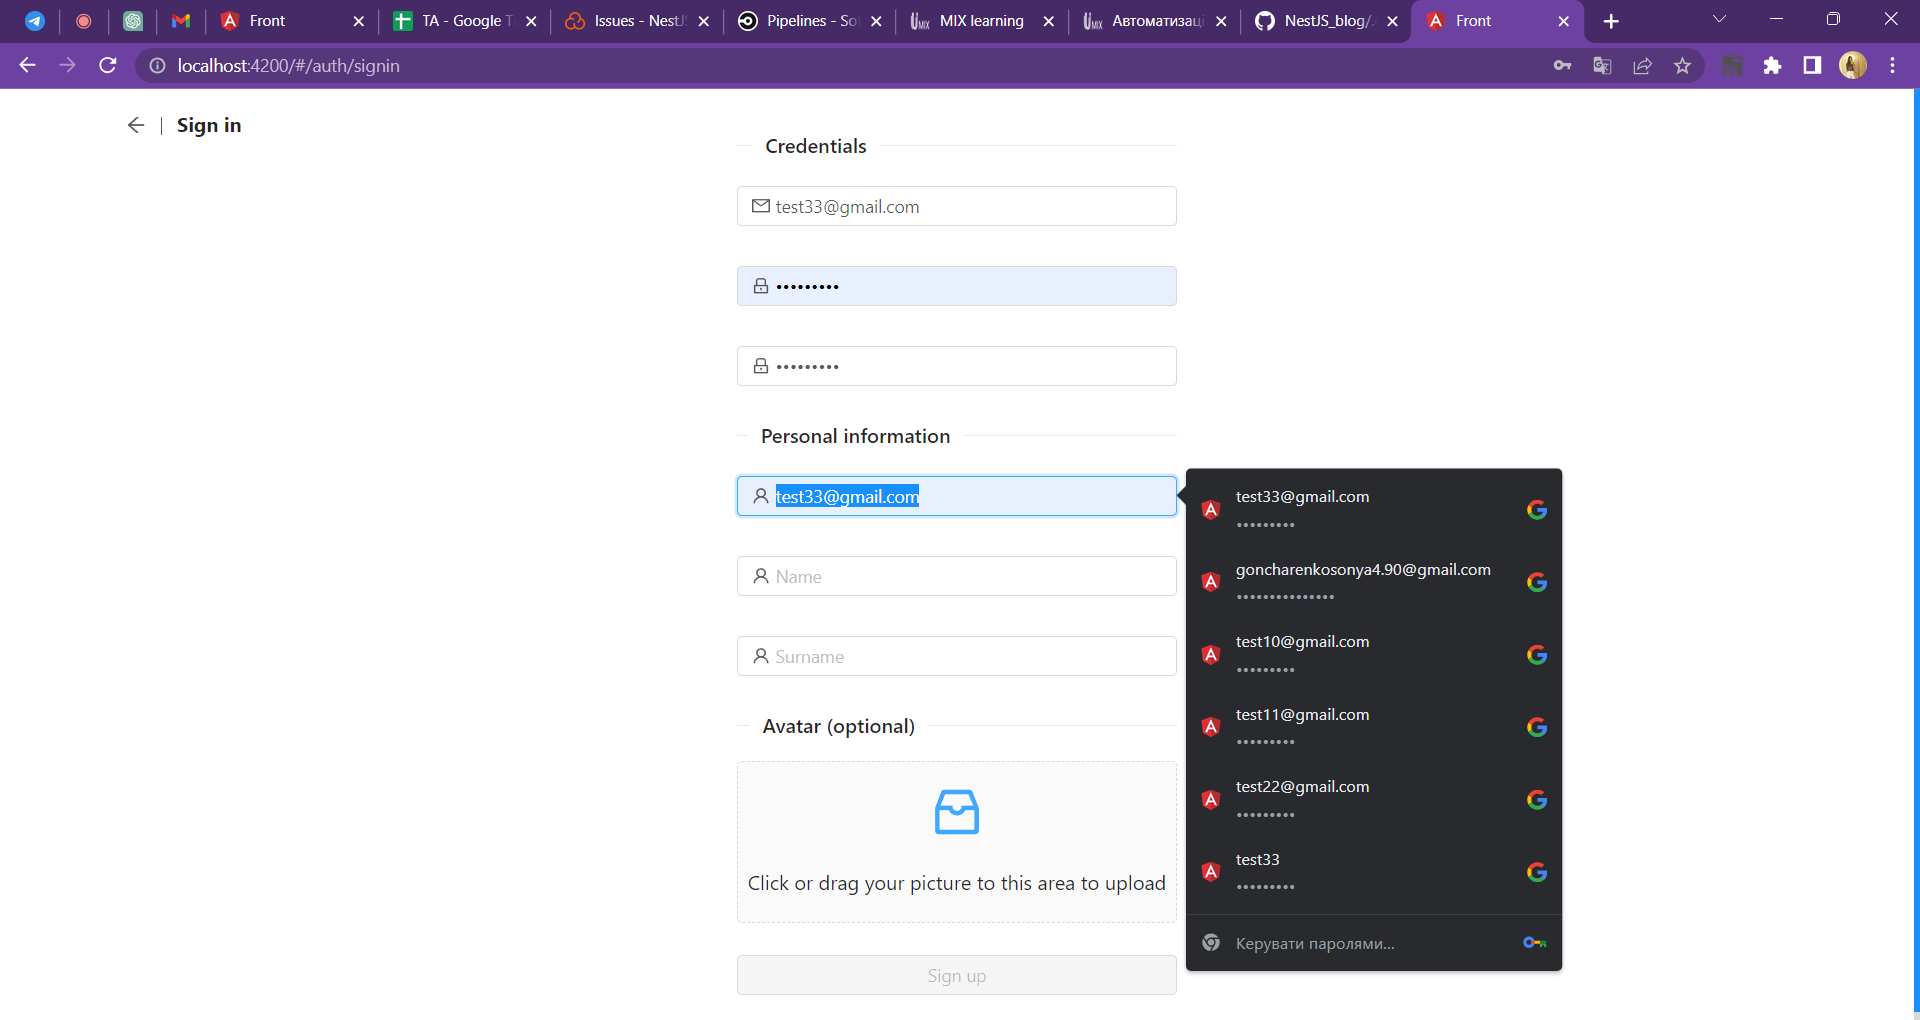 Front
TA - Google T
Issues - NestJS
Pipelines - So
MIX learning
Автоматизаці
NestJS_blog/.
Front
localhost:4200/#/auth/signin
Sign in
Credentials
test33@gmail.com
•••••••••
•••••••••
Personal information
test33@gmail.com
Name
Surname
Avatar (optional)
Click or drag your picture to this area to upload
Sign up
test33@gmail.com
•••••••••
goncharenkosonya4.90@gmail.com
•••••••••••••••
test10@gmail.com
•••••••••
test11@gmail.com
•••••••••
test22@gmail.com
•••••••••
test33
•••••••••
Керувати паролями...